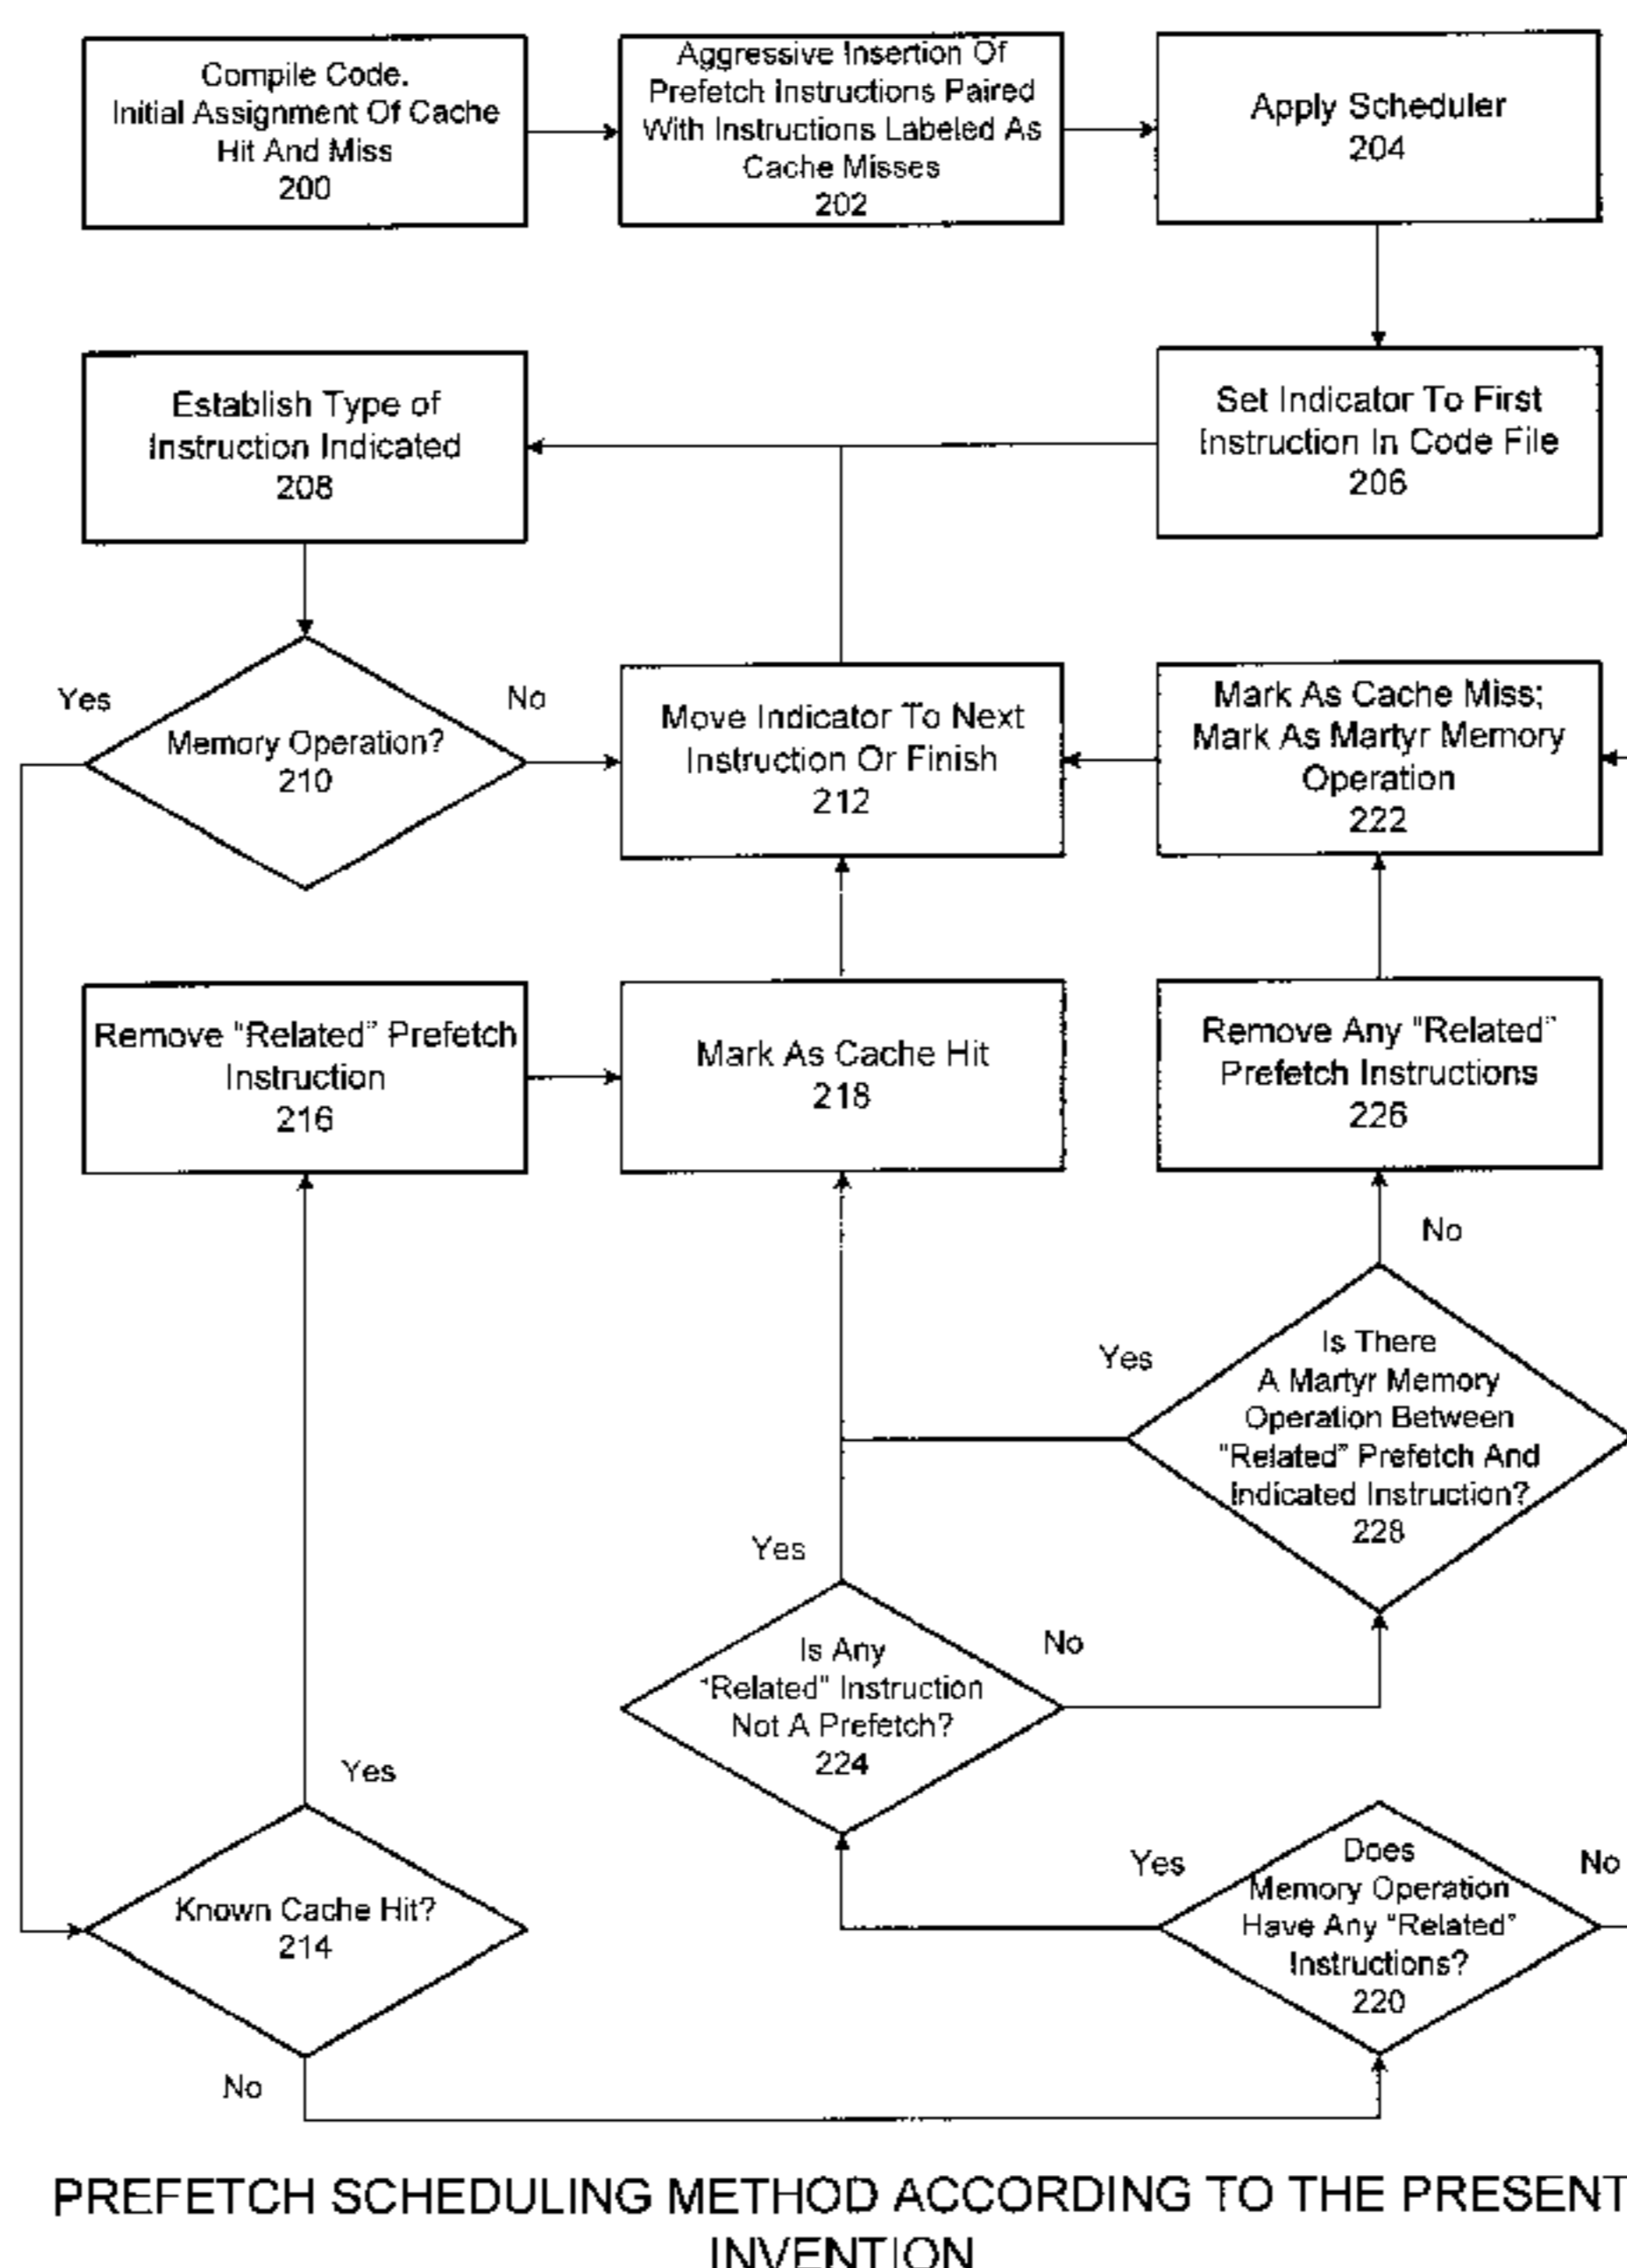 Compile Code.
Initial Assignment Of Cache
Hit And Miss
200
Aggressive Insertion Of
Prefetch Instructions Paired
With Instructions Labeled As
Cache Misses
202
Apply Scheduler
204
Establish Type of
Instruction Indicated
208
Set Indicator To First
Instruction In Code File
206
Yes
Memory Operation?
210
No
Move Indicator To Next
Instruction Or Finish
212
Mark As Cache Miss;
Mark As Martyr Memory
Operation
222
Remove "Related" Prefetch
Instruction
216
Mark As Cache Hit
218
Remove Any "Related"
Prefetch Instructions
226
No
Yes
Is There
A Martyr Memory
Operation Between
"Related" Prefetch And
Indicated Instruction?
228
Yes
Is Any
"Related" Instruction
Not A Prefetch?
224
No
Yes
Known Cache Hit?
214
No
Yes
Does
Memory Operation
Have Any "Related"
Instructions?
220
No
PREFETCH SCHEDULING METHOD ACCORDING TO THE PRESENT
INVENTION